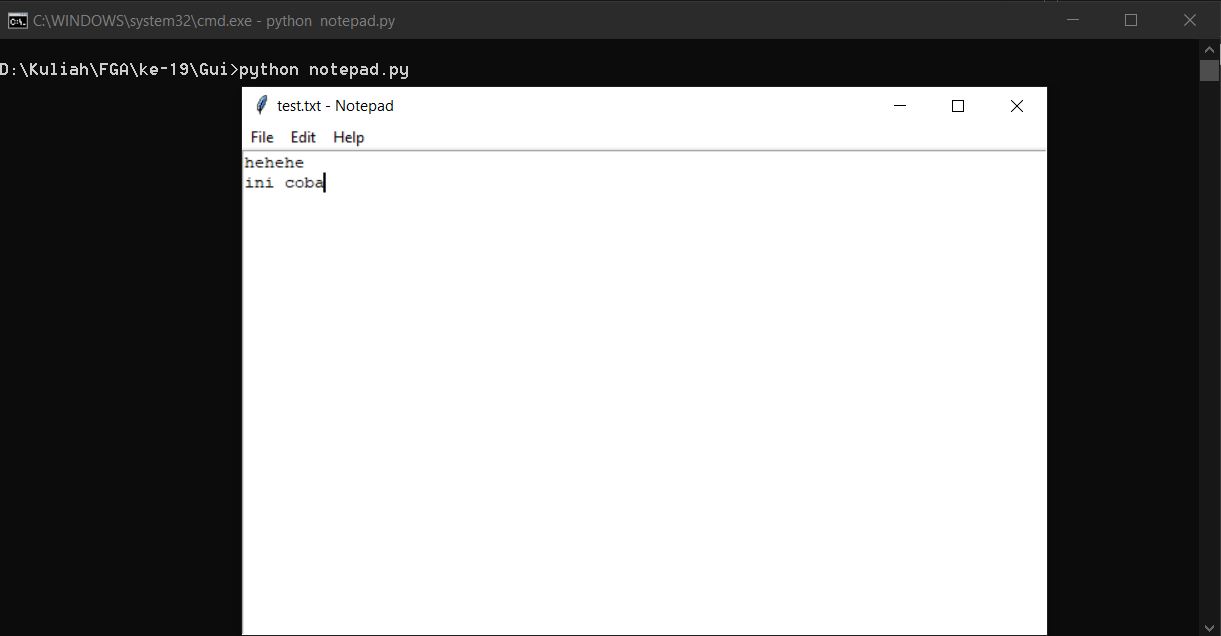 C:\WINDOWS\system32\cmd.exe - python  notepad.py
D:\Kuliah\FGA\ke-19\Gui>python notepad.py
test.txt - Notepad
File Edit Help
hehehe
ini coba